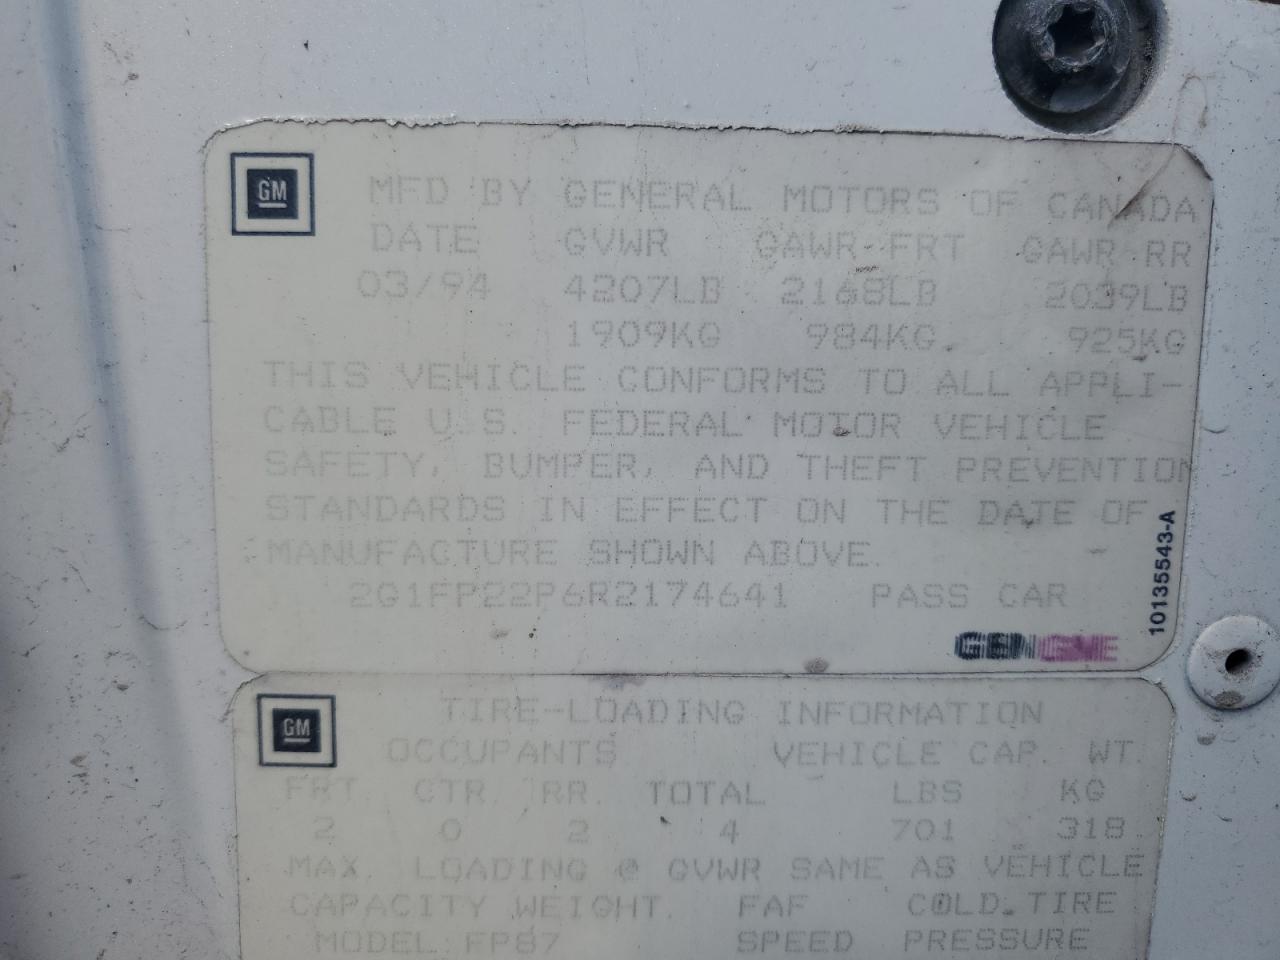 GM
MFD BY GENERAL MOTORS OF CANADA
DATE GVWR GAWR FRT GAWR RR
03/94 4207LB 2168LB 2039LB
1909KG 984KG 925KG
THIS VEHICLE CONFORMS TO ALL APPLI-
CABLE U.S. FEDERAL MOTOR VEHICLE
SAFETY, BUMPER, AND THEFT PREVENTION
STANDARDS IN EFFECT ON THE DATE OF
MANUFACTURE SHOWN ABOVE.
2G1FP22P6R2174641 PASS CAR
10135543-A
GM
TIRE-LOADING INFORMATION
OCCUPANTS VEHICLE CAP. WT.
FRT CTR. RR. TOTAL LBS KG
2 0 2 4 701 318
MAX. LOADING @ GVWR SAME AS VEHICLE
CAPACITY WEIGHT. FAF COLD TIRE
MODEL: FP87 SPEED PRESSURE